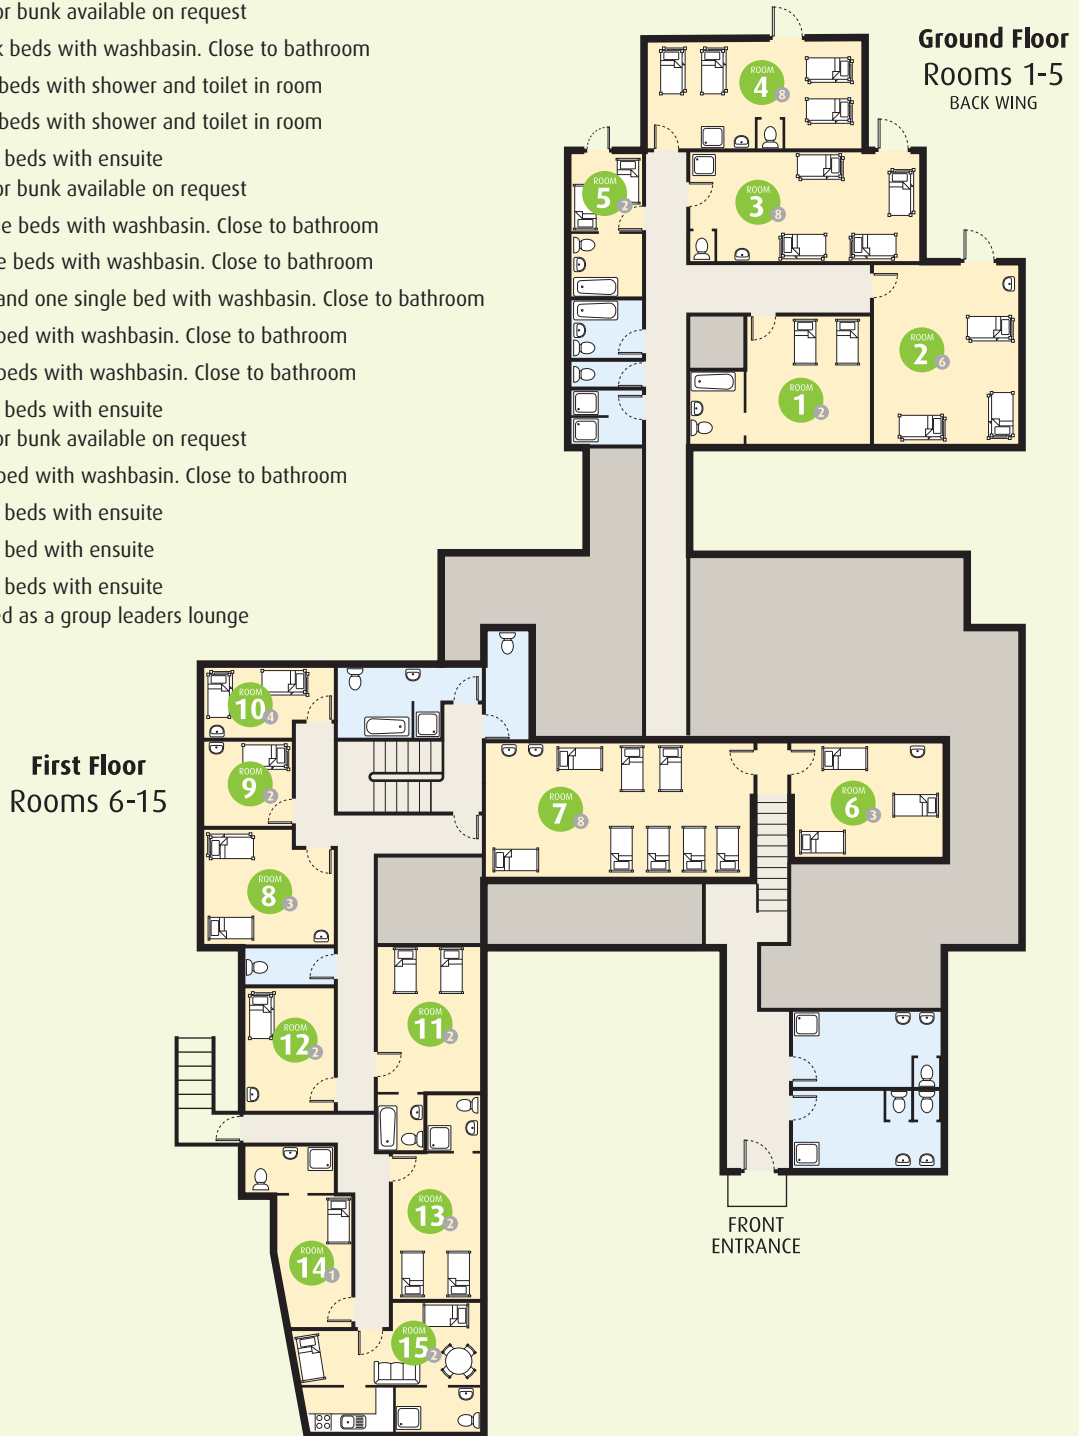 or bunk available on request
beds with washbasin. Close to bathroom
beds with shower and toilet in room
beds with shower and toilet in room
beds with ensuite
or bunk available on request
beds with washbasin. Close to bathroom
beds with washbasin. Close to bathroom
and one single bed with washbasin. Close to bathroom
bed with washbasin. Close to bathroom
beds with washbasin. Close to bathroom
beds with ensuite
or bunk available on request
bed with washbasin. Close to bathroom
beds with ensuite
bed with ensuite
beds with ensuite
as a group leaders lounge
Ground Floor
Rooms 1-5
BACK WING
ROOM
4
8
ROOM
5
2
ROOM
3
8
ROOM
2
6
ROOM
1
2
First Floor
Rooms 6-15
ROOM
10
4
ROOM
9
2
ROOM
8
3
ROOM
7
8
ROOM
6
3
ROOM
11
2
ROOM
12
2
ROOM
13
2
ROOM
14
1
ROOM
15
2
FRONT
ENTRANCE